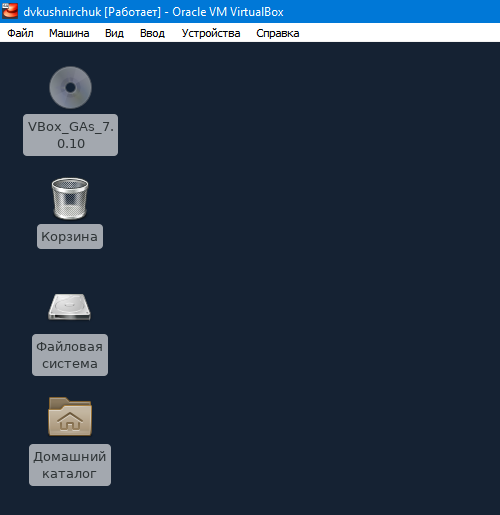 dvkushnirchuk [Работает] - Oracle VM VirtualBox
Файл Машина Вид Ввод Устройства Справка
VBox_GAs_7.
0.10
Корзина
Файловая
система
Домашний
каталог